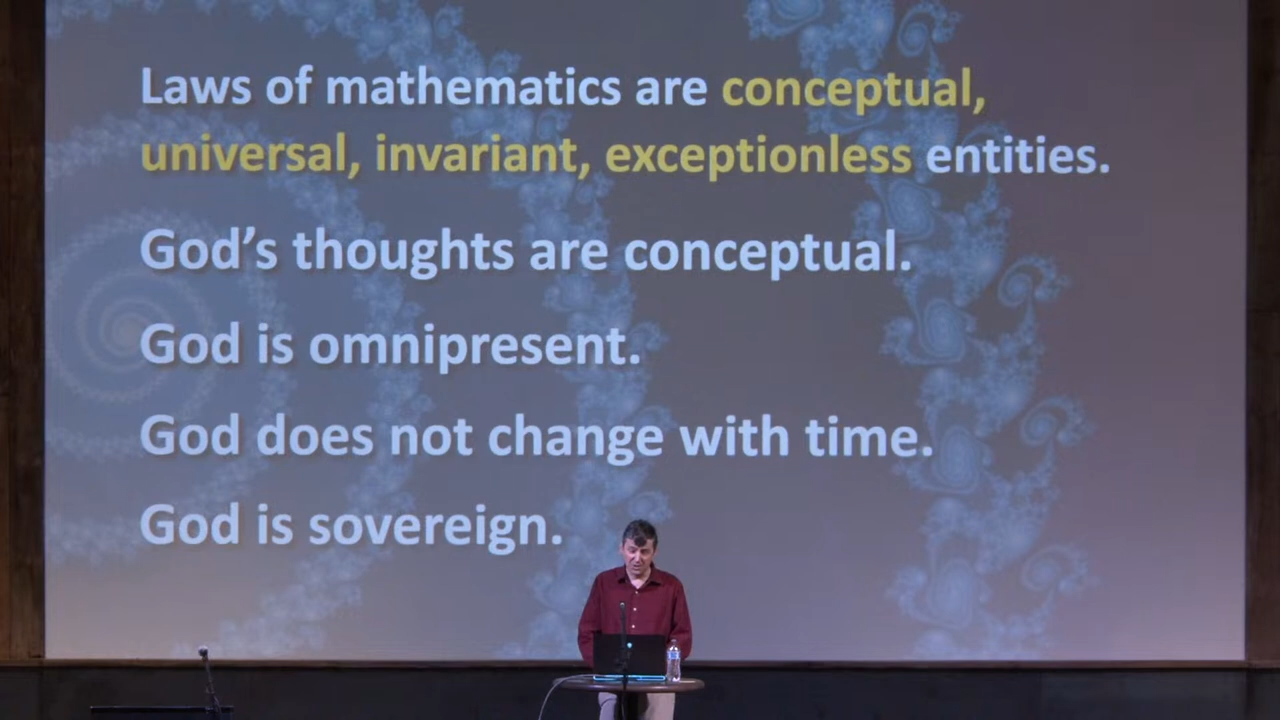 Laws of mathematics are conceptual,
universal, invariant, exceptionless entities.
God’s thoughts are conceptual.
God is omnipresent.
God does not change with time.
God is sovereign.